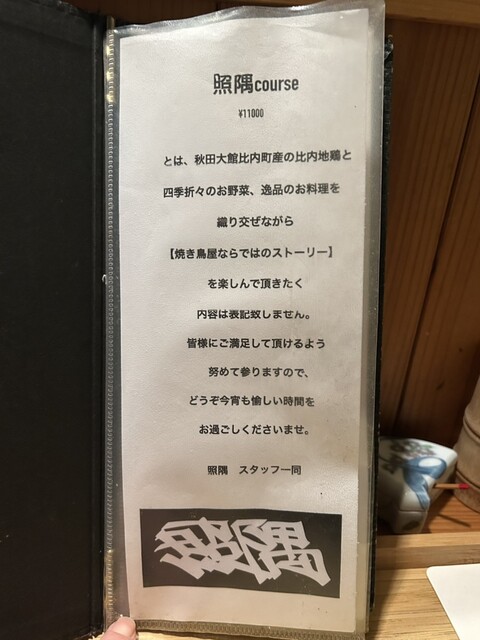 照隅course
¥11000
とは、秋田大館比内町産の比内地鶏と
四季折々のお野菜、逸品のお料理を
織り交ぜながら
【焼き鳥屋ならではのストーリー】
を楽しんで頂きたく
内容は表記致しません。
皆様にご満足して頂けるよう
努めて参りますので、
どうぞ今宵も愉しい時間を
お過ごしくださいませ。
照隅 スタッフ一同
照隅